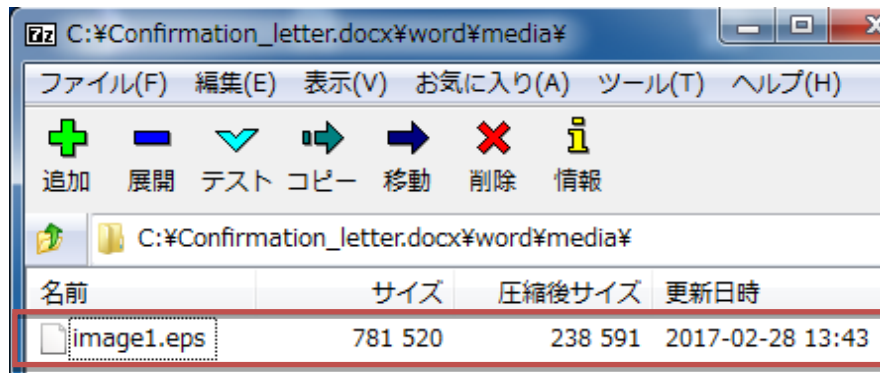 C:¥Confirmation_letter.docx¥word¥media¥
ファイル(F) 編集(E) 表示(V) お気に入り(A) ツール(T) ヘルプ(H)
追加 展開 テスト コピー 移動 削除 情報
C:¥Confirmation_letter.docx¥word¥media¥
名前 サイズ 圧縮後サイズ 更新日時
image1.eps 781 520 238 591 2017-02-28 13:43